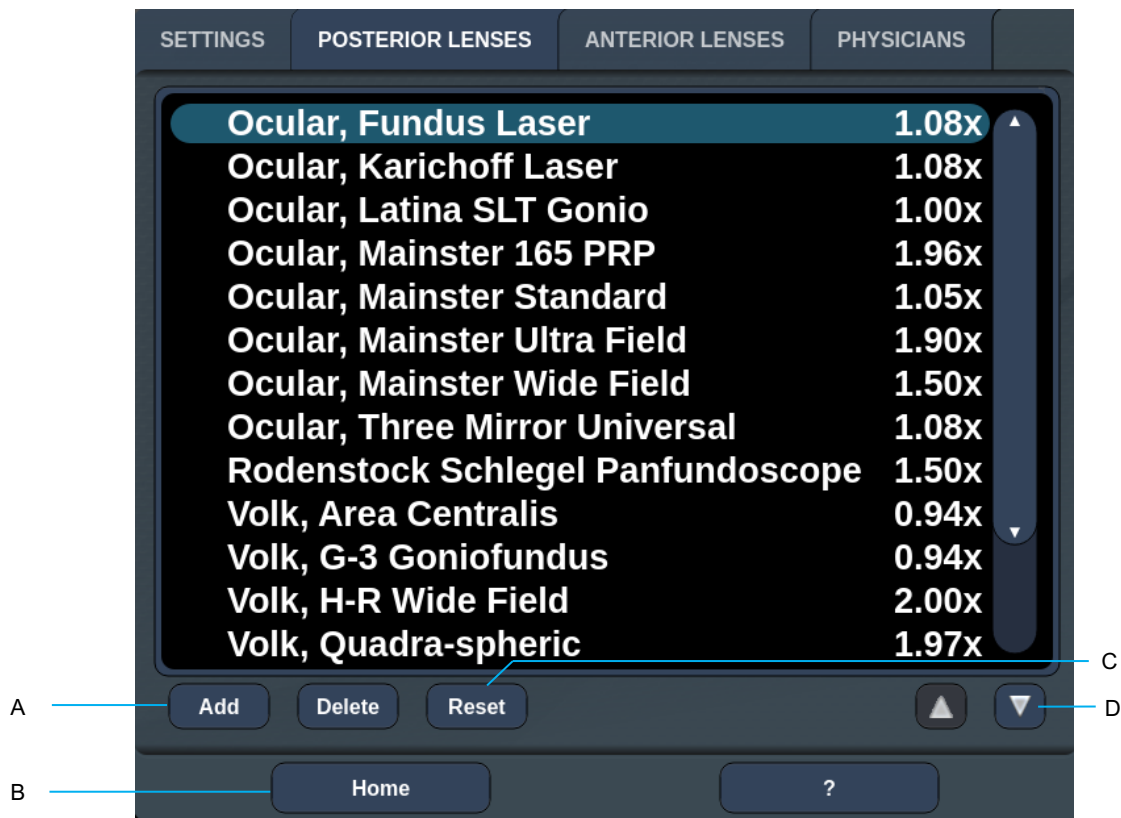 SETTINGS POSTERIOR LENSES ANTERIOR LENSES PHYSICIANS
Ocular, Fundus Laser 1.08x
Ocular, Karichoff Laser 1.08x
Ocular, Latina SLT Gonio 1.00x
Ocular, Mainster 165 PRP 1.96x
Ocular, Mainster Standard 1.05x
Ocular, Mainster Ultra Field 1.90x
Ocular, Mainster Wide Field 1.50x
Ocular, Three Mirror Universal 1.08x
Rodenstock Schlegel Panfundoscope 1.50x
Volk, Area Centralis 0.94x
Volk, G-3 Goniofundus 0.94x
Volk, H-R Wide Field 2.00x
Volk, Quadra-spheric 1.97x
C
A Add Delete Reset D
B Home ?